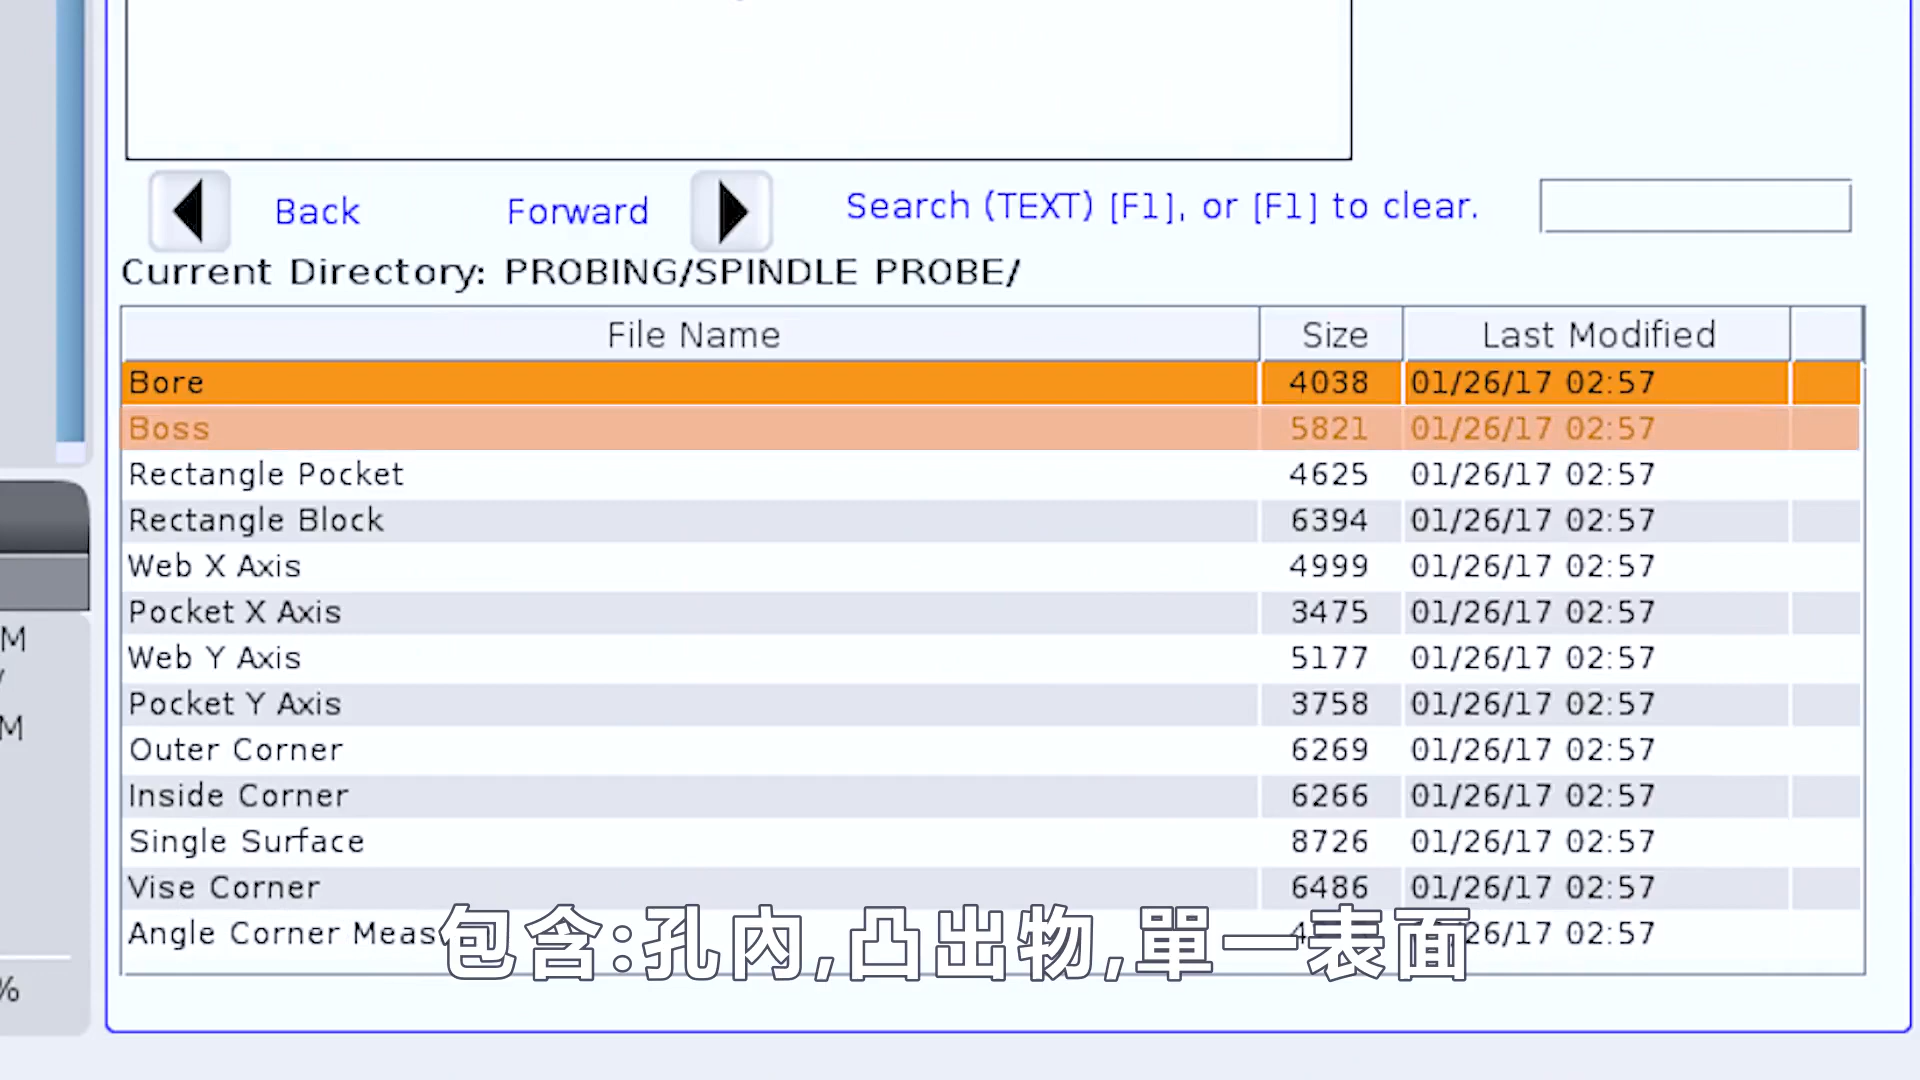 Back Forward Search (TEXT) [F1], or [F1] to clear.
Current Directory: PROBING/SPINDLE PROBE/
File Name Size Last Modified
Bore 4038 01/26/17 02:57
Boss 5821 01/26/17 02:57
Rectangle Pocket 4625 01/26/17 02:57
Rectangle Block 6394 01/26/17 02:57
Web X Axis 4999 01/26/17 02:57
M
Pocket X Axis 3475 01/26/17 02:57
Web Y Axis 5177 01/26/17 02:57
Pocket Y Axis 3758 01/26/17 02:57
M
Outer Corner 6269 01/26/17 02:57
Inside Corner 6266 01/26/17 02:57
Single Surface 8726 01/26/17 02:57
Vise Corner 6486 01/26/17 02:57
Angle Corner Meas 26/17 02:57
包含:孔內,凸出物,單一表面
%